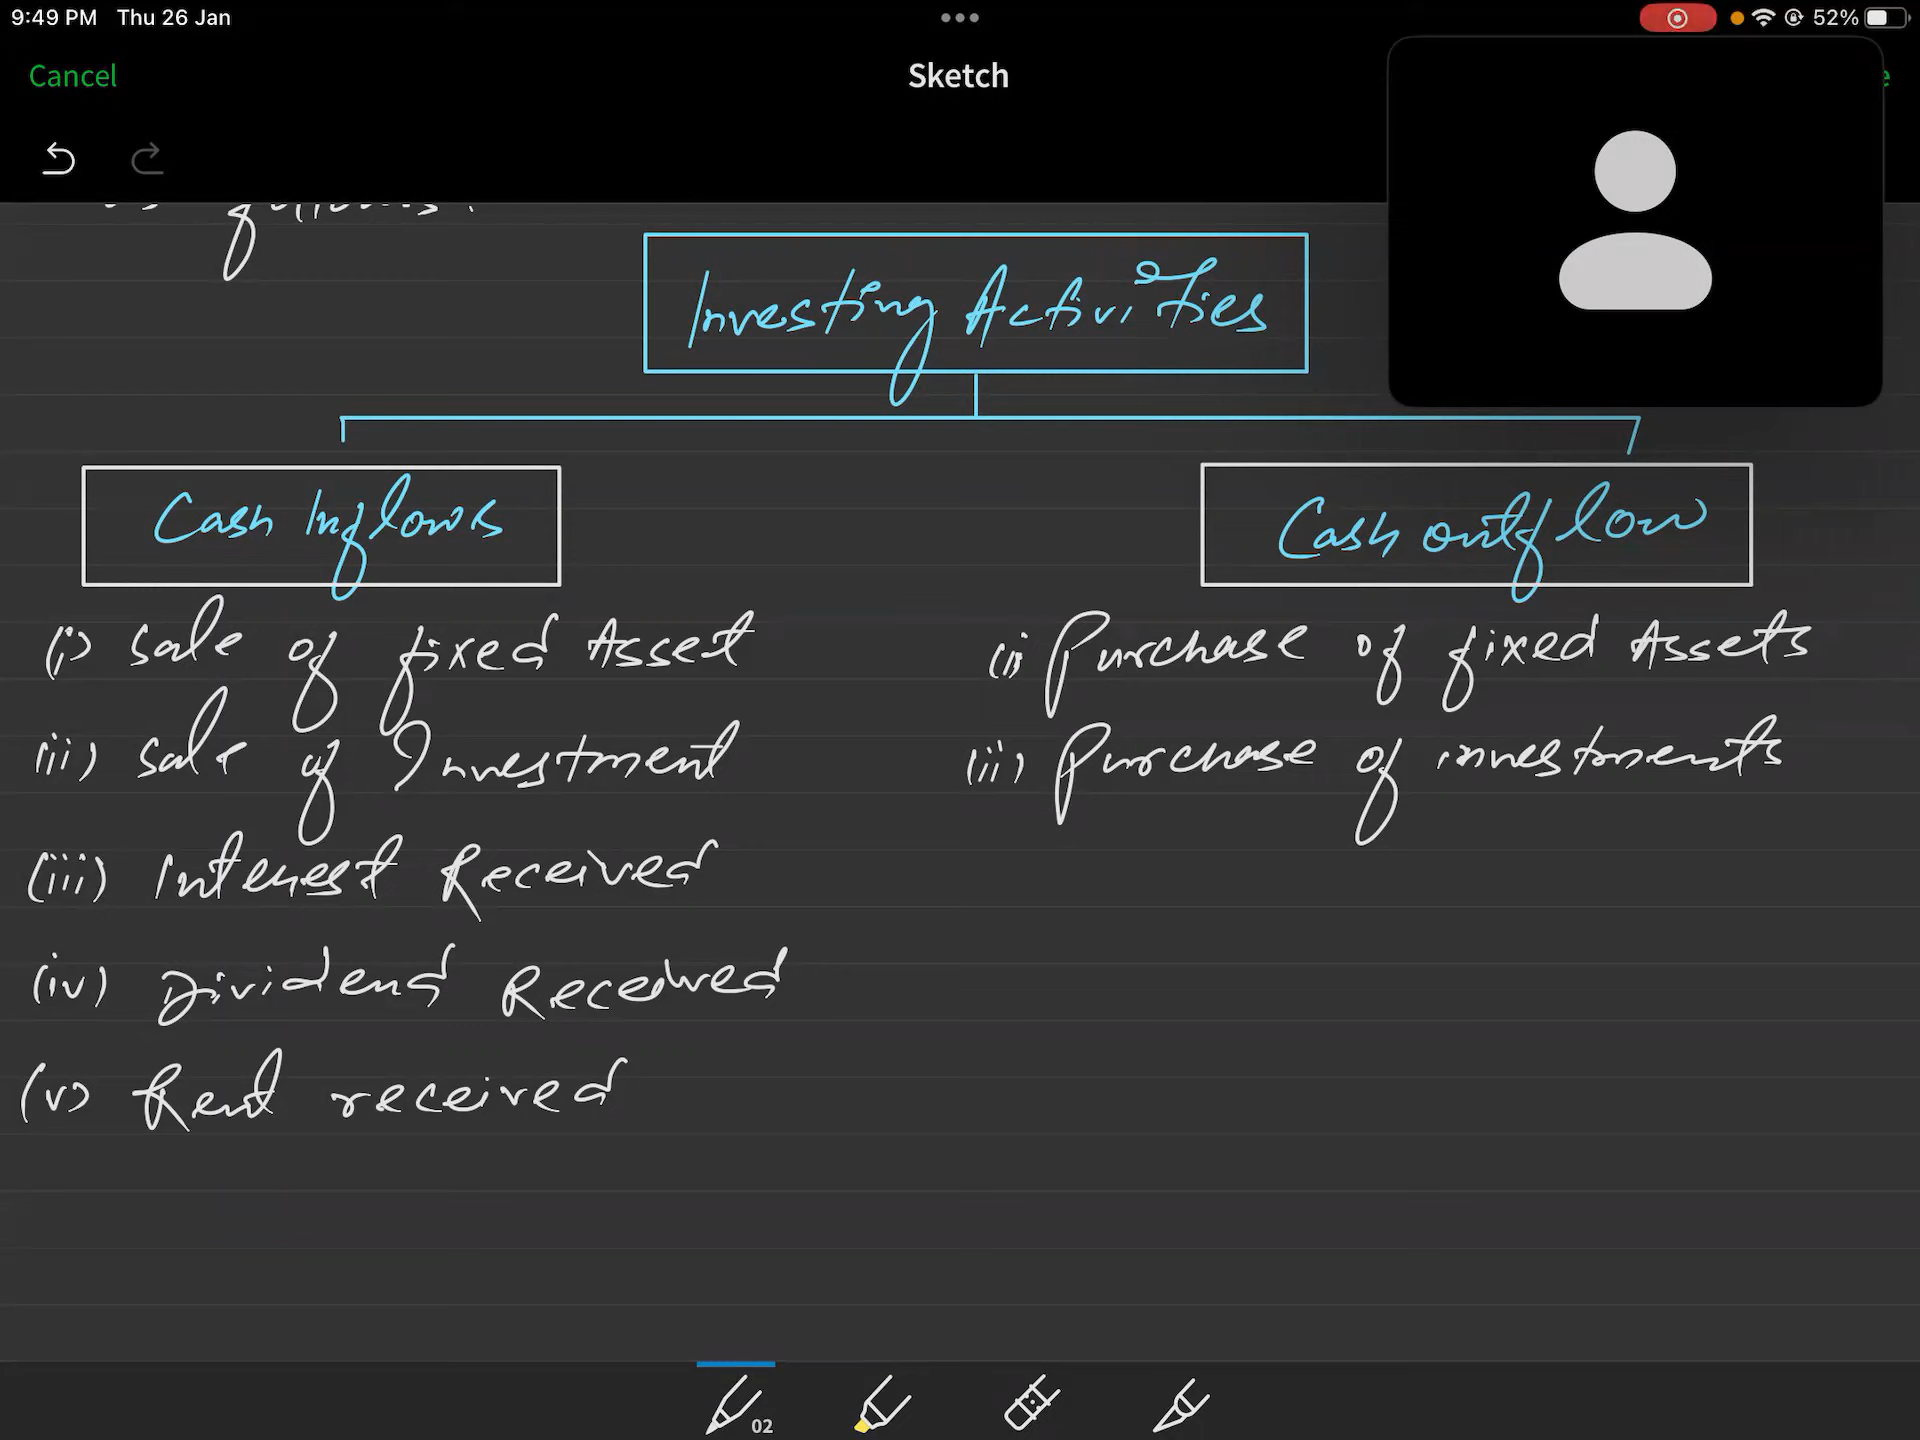 9:49 PM Thu 26 Jan
52%
Cancel
Sketch
Investing Activities
Cash Inflows
Cash outflow
(i) Sale of fixed Asset
(ii) Sale of Investment
(iii) Interest Received
(iv) Dividend Received
(v) Rent received
(i) Purchase of fixed Assets
(ii) Purchase of investments
02